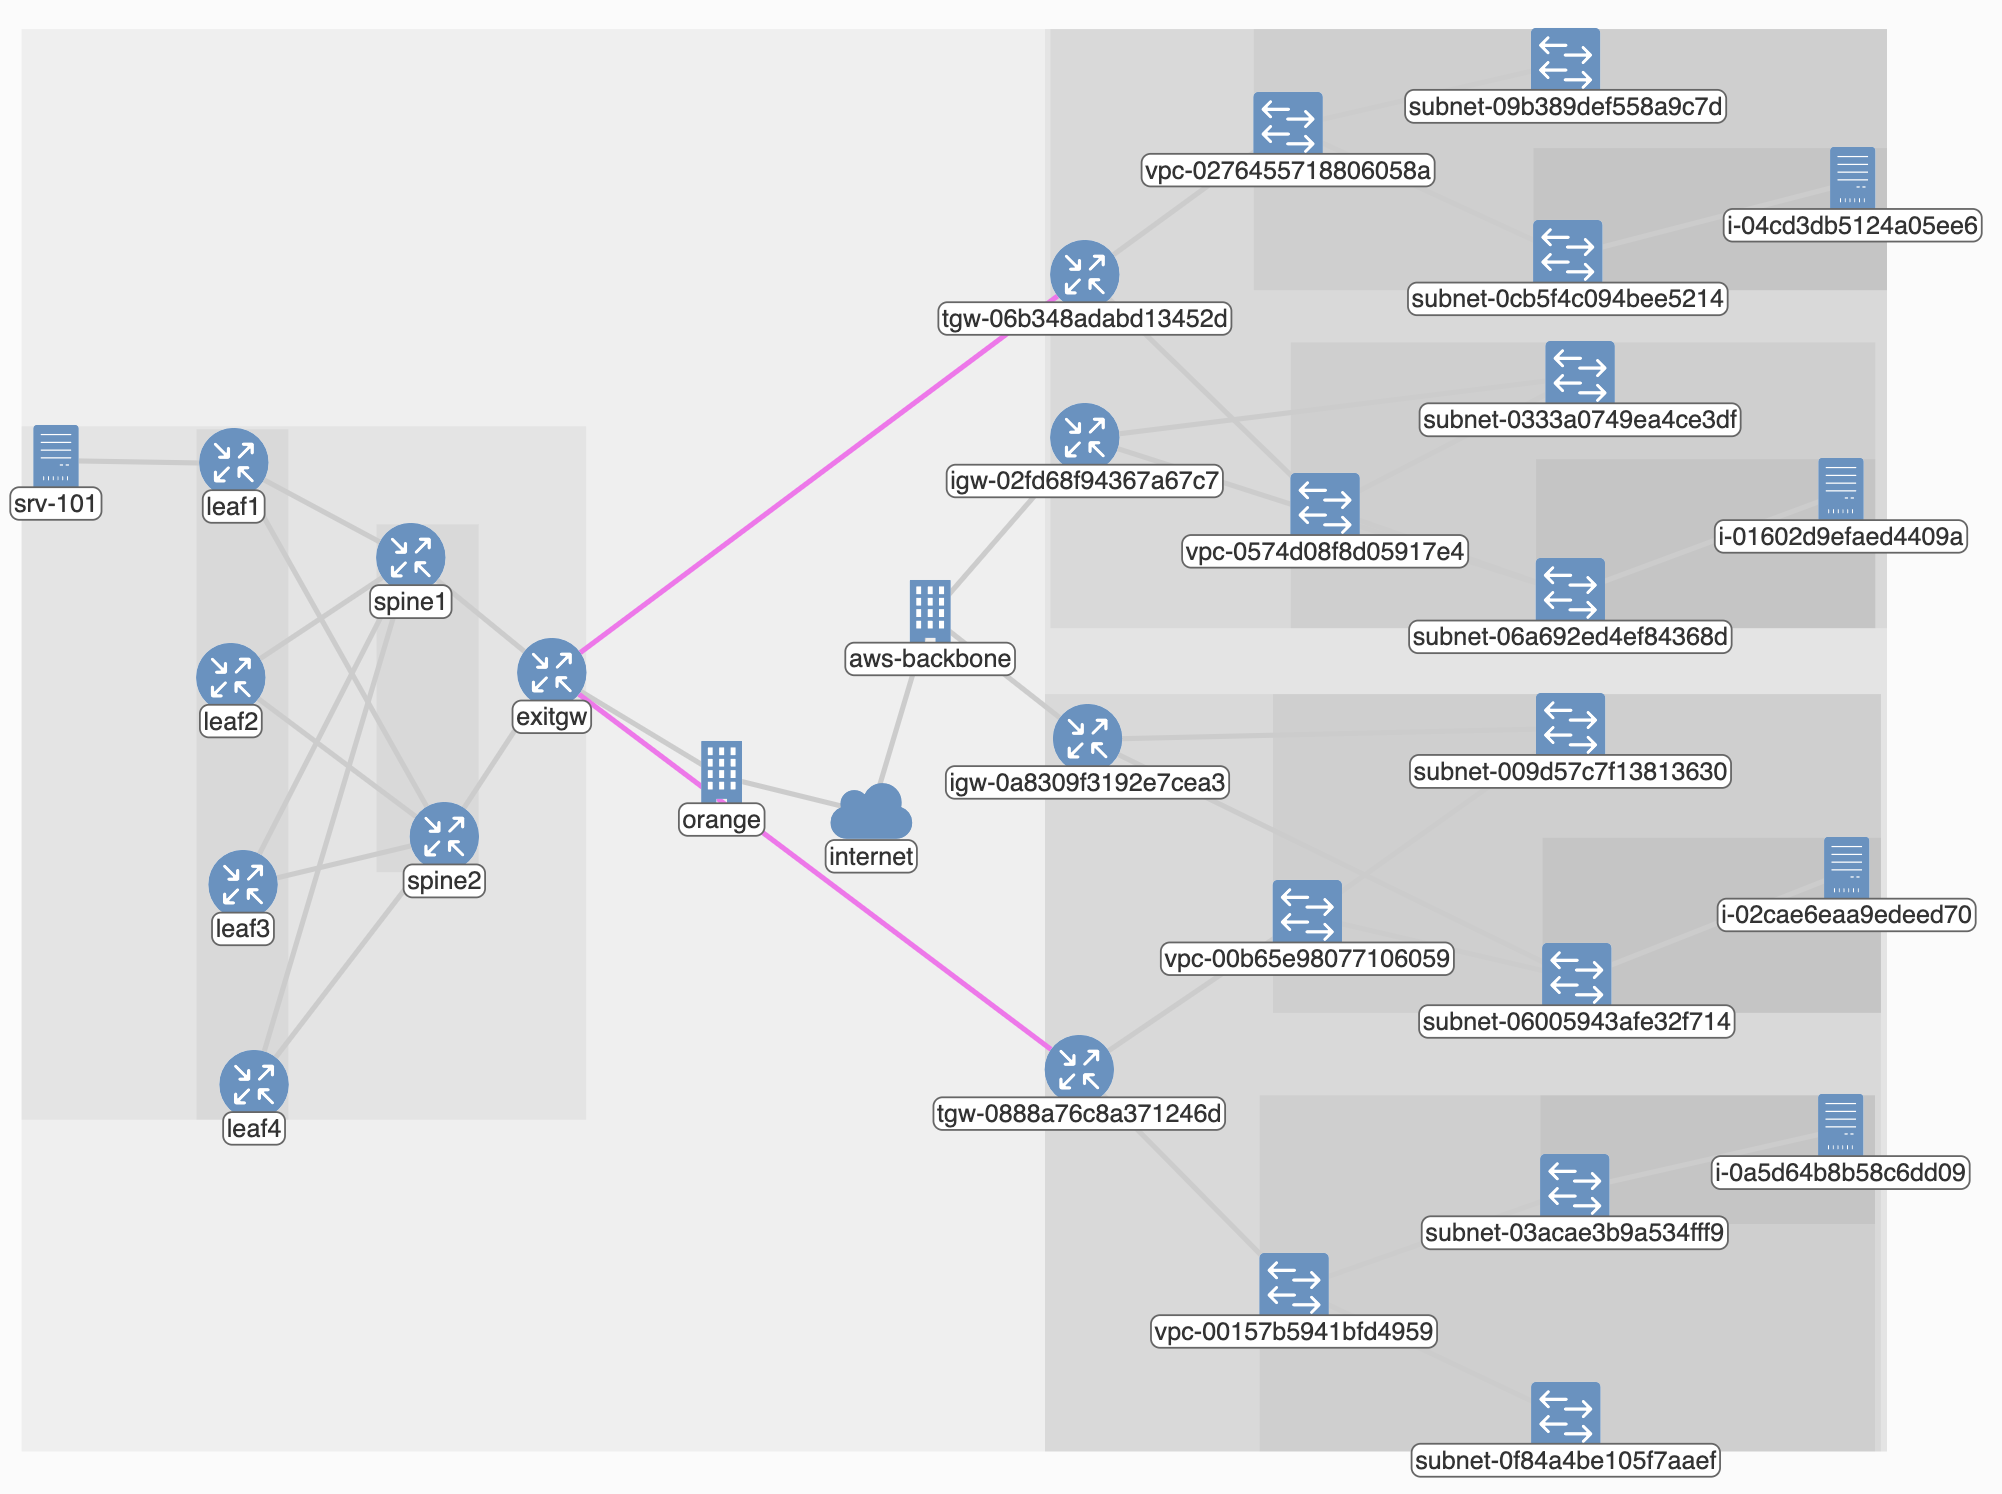 subnet-09b389def558a9c7d
vpc-0276455718806058a
i-04cd3db5124a05ee6
subnet-0cb5f4c094bee5214
tgw-06b348adabd13452d
subnet-0333a0749ea4ce3df
igw-02fd68f94367a67c7
srv-101
leaf1
i-01602d9efaed4409a
vpc-0574d08f8d05917e4
spine1
subnet-06a692ed4ef84368d
aws-backbone
exitgw
leaf2
subnet-009d57c7f13813630
igw-0a8309f3192e7cea3
orange
internet
spine2
i-02cae6eaa9edeed70
leaf3
vpc-00b65e98077106059
subnet-06005943afe32f714
tgw-0888a76c8a371246d
leaf4
i-0a5d64b8b58c6dd09
subnet-03acae3b9a534fff9
vpc-00157b5941bfd4959
subnet-0f84a4be105f7aaef